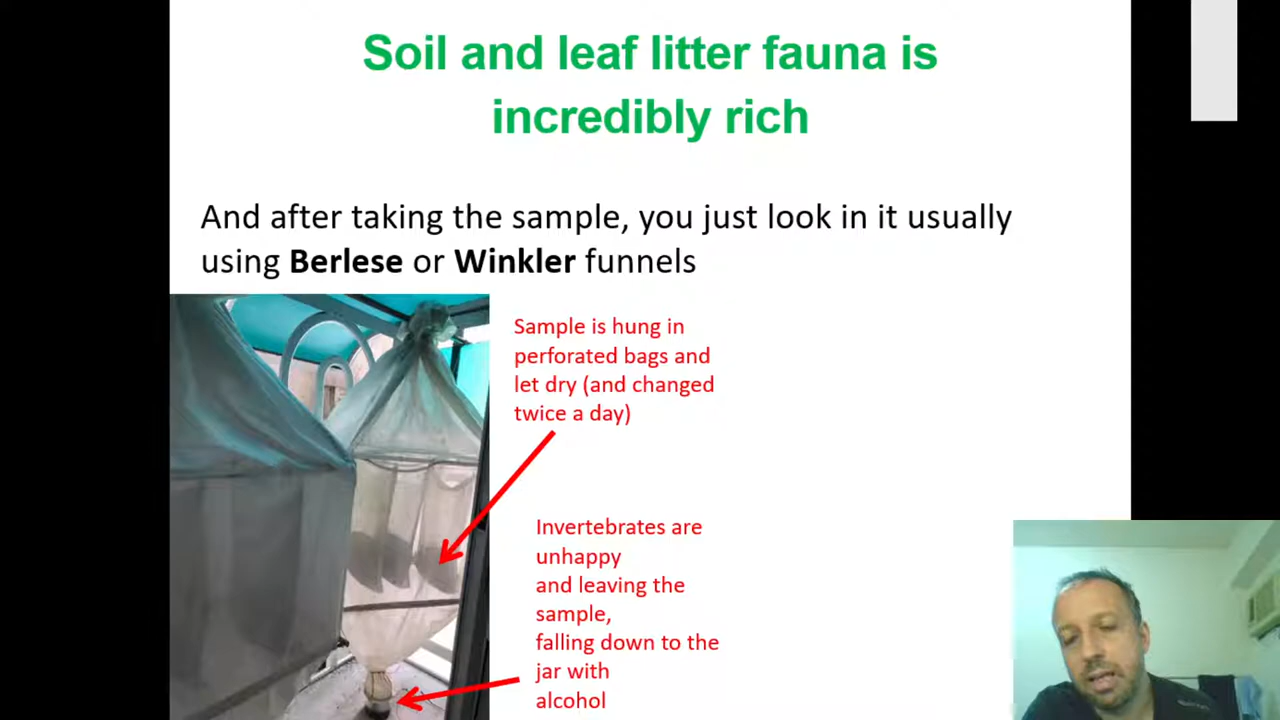 Soil and leaf litter fauna is
incredibly rich
And after taking the sample, you just look in it usually
using Berlese or Winkler funnels
Sample is hung in
perforated bags and
let dry (and changed
twice a day)
Invertebrates are
unhappy
and leaving the
sample,
falling down to the
jar with
alcohol